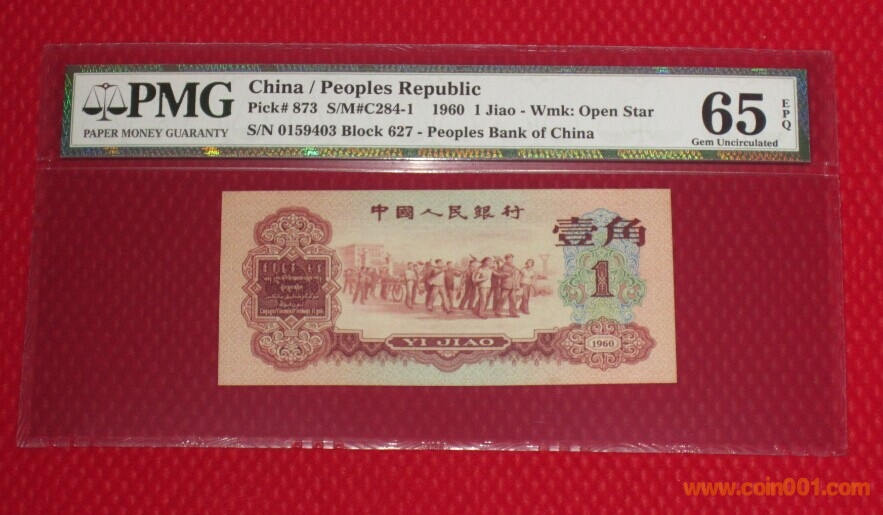 PMG
PAPER MONEY GUARANTY
China / Peoples Republic
Pick# 873 S/M#C284-1 1960 1 Jiao - Wmk: Open Star
S/N 0159403 Block 627 - Peoples Bank of China
65 EPQ
Gem Uncirculated
中國人民銀行
壹角
1
YI JIAO
1960
www.coin001.com